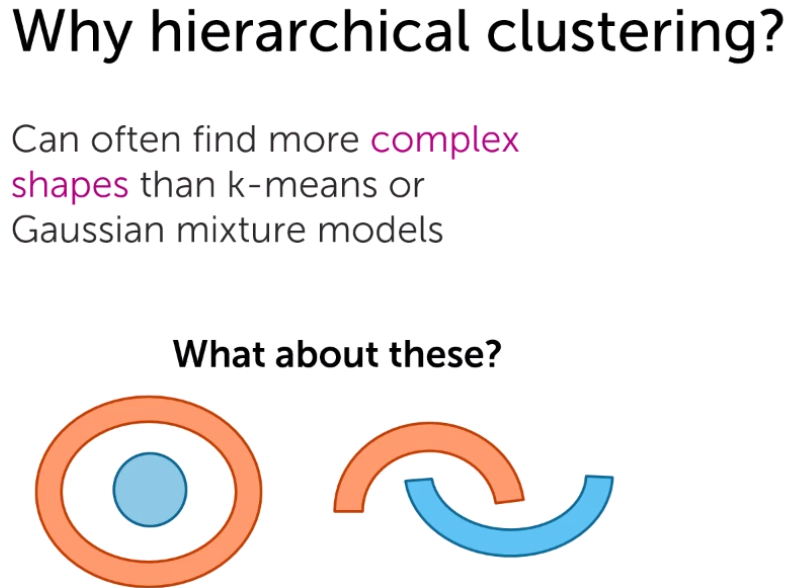 Why hierarchical clustering?
Can often find more complex
shapes than k-means or
Gaussian mixture models
What about these?